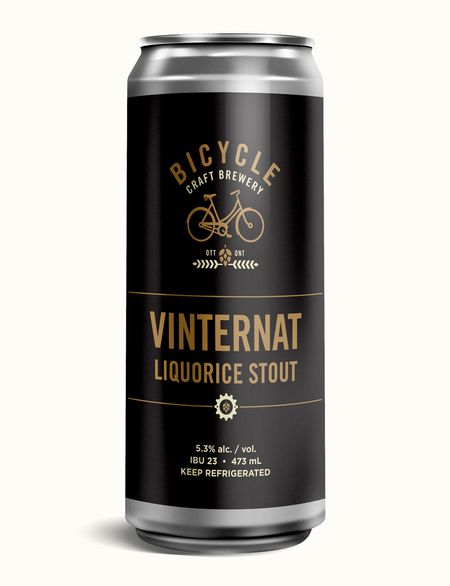 BICYCLE
CRAFT BREWERY
OTT ONT
VINTERNAT
LIQUORICE STOUT
5.3% alc. / vol.
IBU 23 • 473 mL
KEEP REFRIGERATED